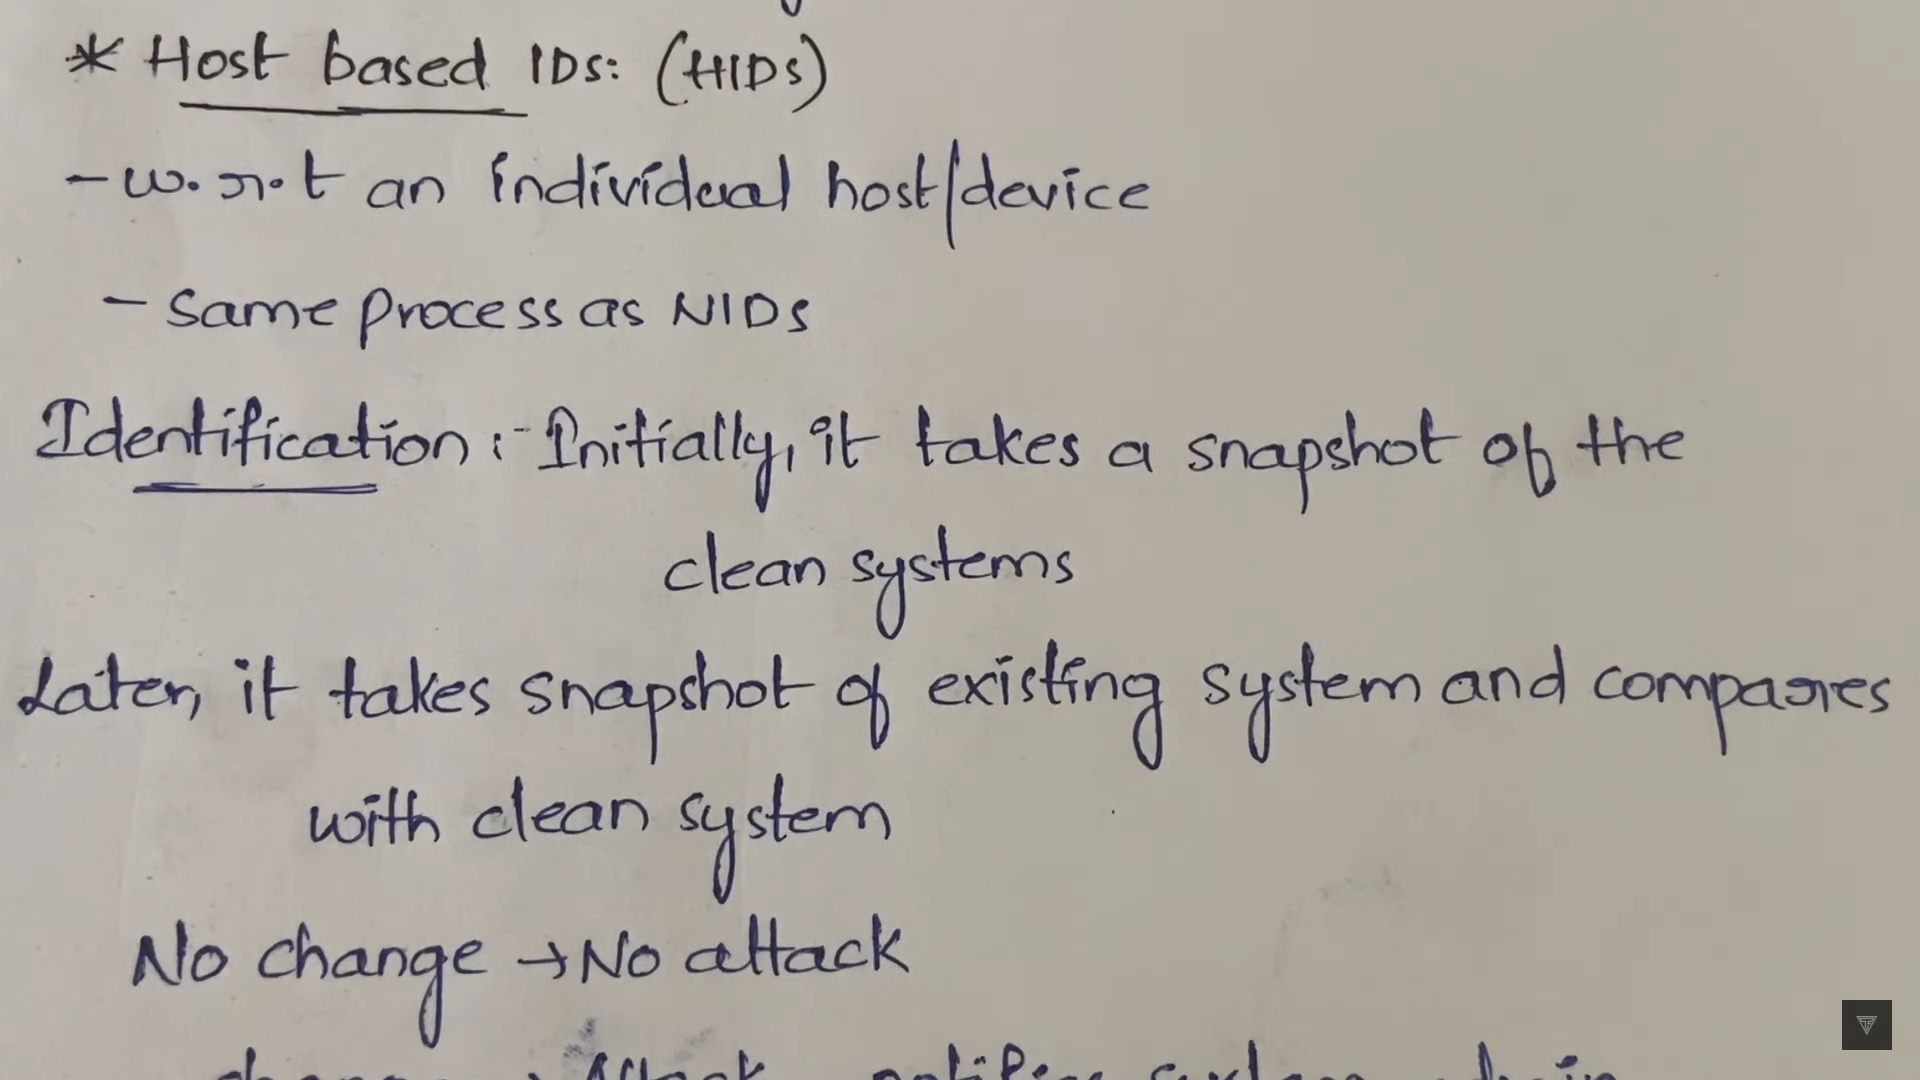 * Host based IDs: (HIDs)
- w.r.t an individual host/device
- Same process as NIDs
Identification :- Initially, it takes a snapshot of the
clean systems
Later, it takes snapshot of existing system and compares
with clean system
No change → No attack